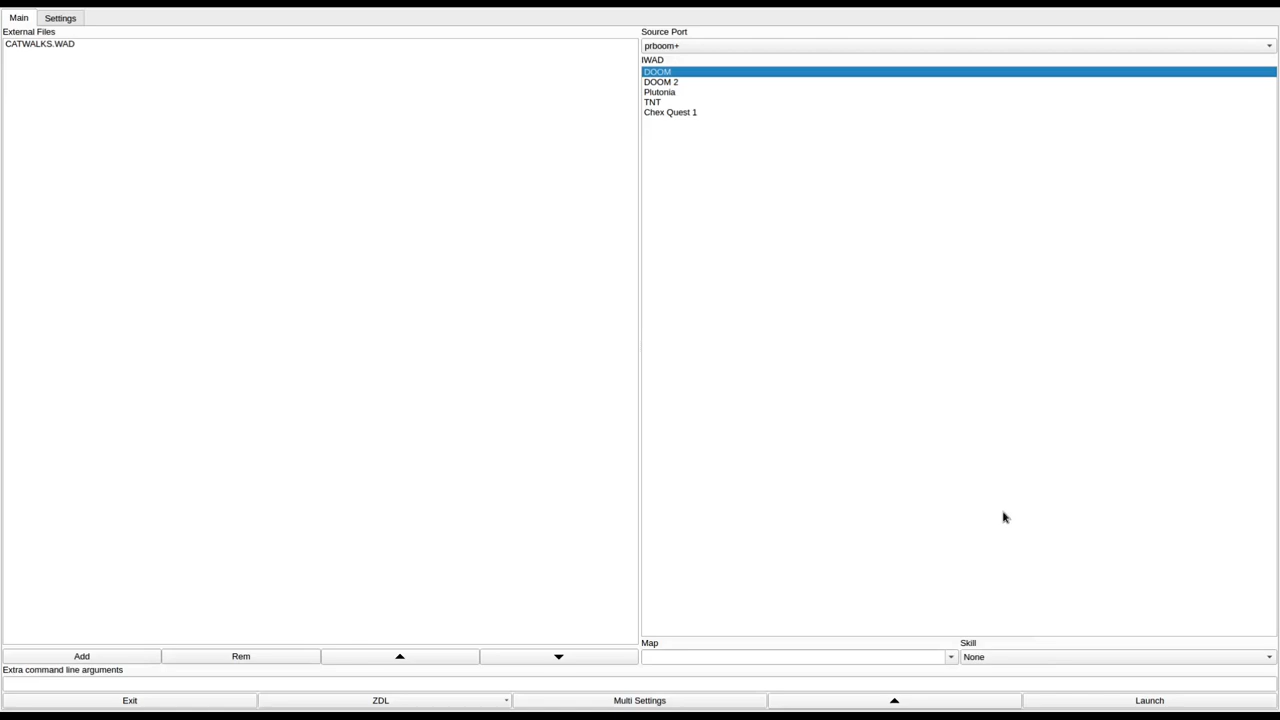 Main Settings
External Files
CATWALKS.WAD
Source Port
prboom+
IWAD
DOOM
DOOM 2
Plutonia
TNT
Chex Quest 1
Map
Skill
None
Add Rem
Extra command line arguments
Exit ZDL Multi Settings Launch